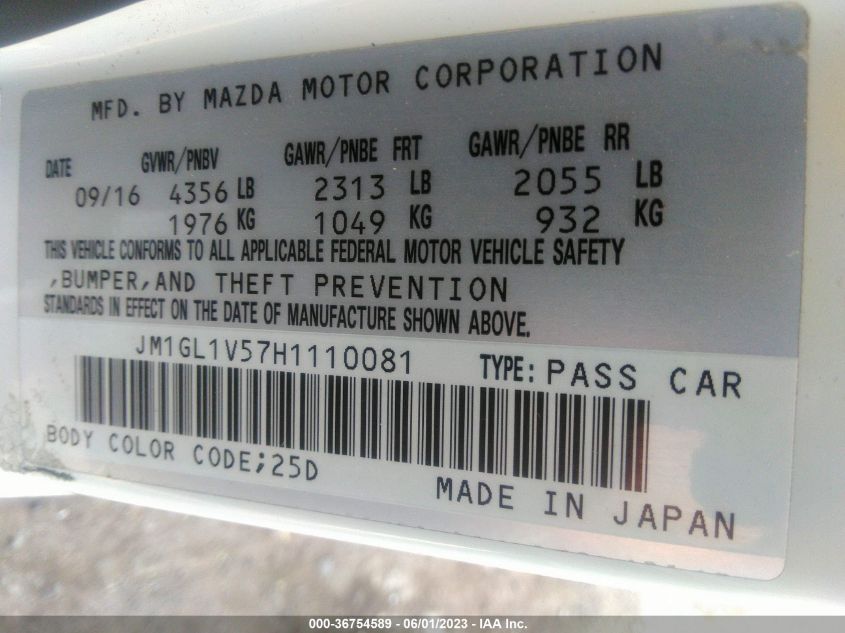 MFD. BY MAZDA MOTOR CORPORATION
DATE GVWR/PNBV GAWR/PNBE FRT GAWR/PNBE RR
09/16 4356 LB 2313 LB 2055 LB
1976 KG 1049 KG 932 KG
THIS VEHICLE CONFORMS TO ALL APPLICABLE FEDERAL MOTOR VEHICLE SAFETY
,BUMPER,AND THEFT PREVENTION
STANDARDS IN EFFECT ON THE DATE OF MANUFACTURE SHOWN ABOVE.
JM1GL1V57H1110081 TYPE: PASS CAR
BODY COLOR CODE;25D
MADE IN JAPAN
000-36754589 - 06/01/2023 - IAA Inc.